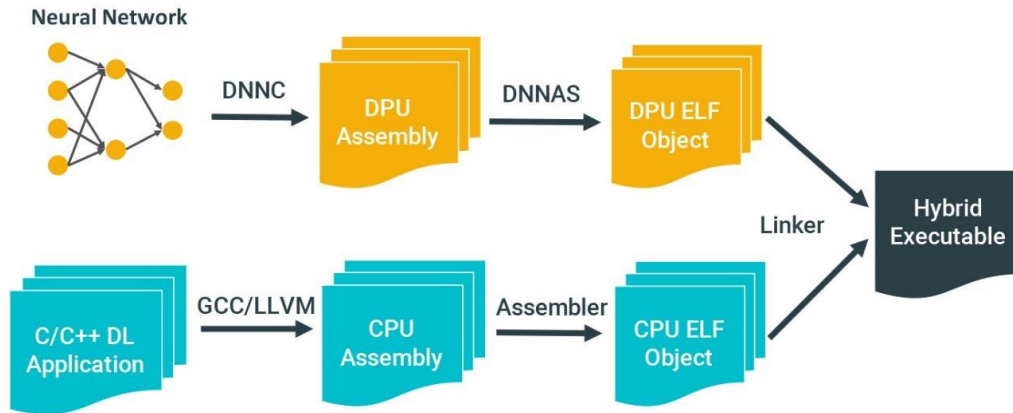 Neural Network
DNNC
DPU
Assembly
DNNAS
DPU ELF
Object
Linker
Hybrid
Executable
C/C++ DL
Application
GCC/LLVM
CPU
Assembly
Assembler
CPU ELF
Object